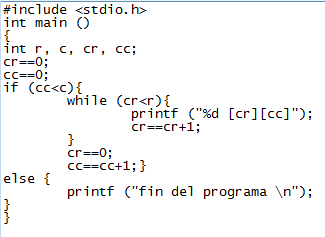 #include <stdio.h>
int main ()
{
int r, c, cr, cc;
cr==0;
cc==0;
if (cc<c){
        while (cr<r){
                printf ("%d [cr][cc]");
                cr==cr+1;
        }
        cr==0;
        cc==cc+1;}
else {
        printf ("fin del programa \n");
}
}